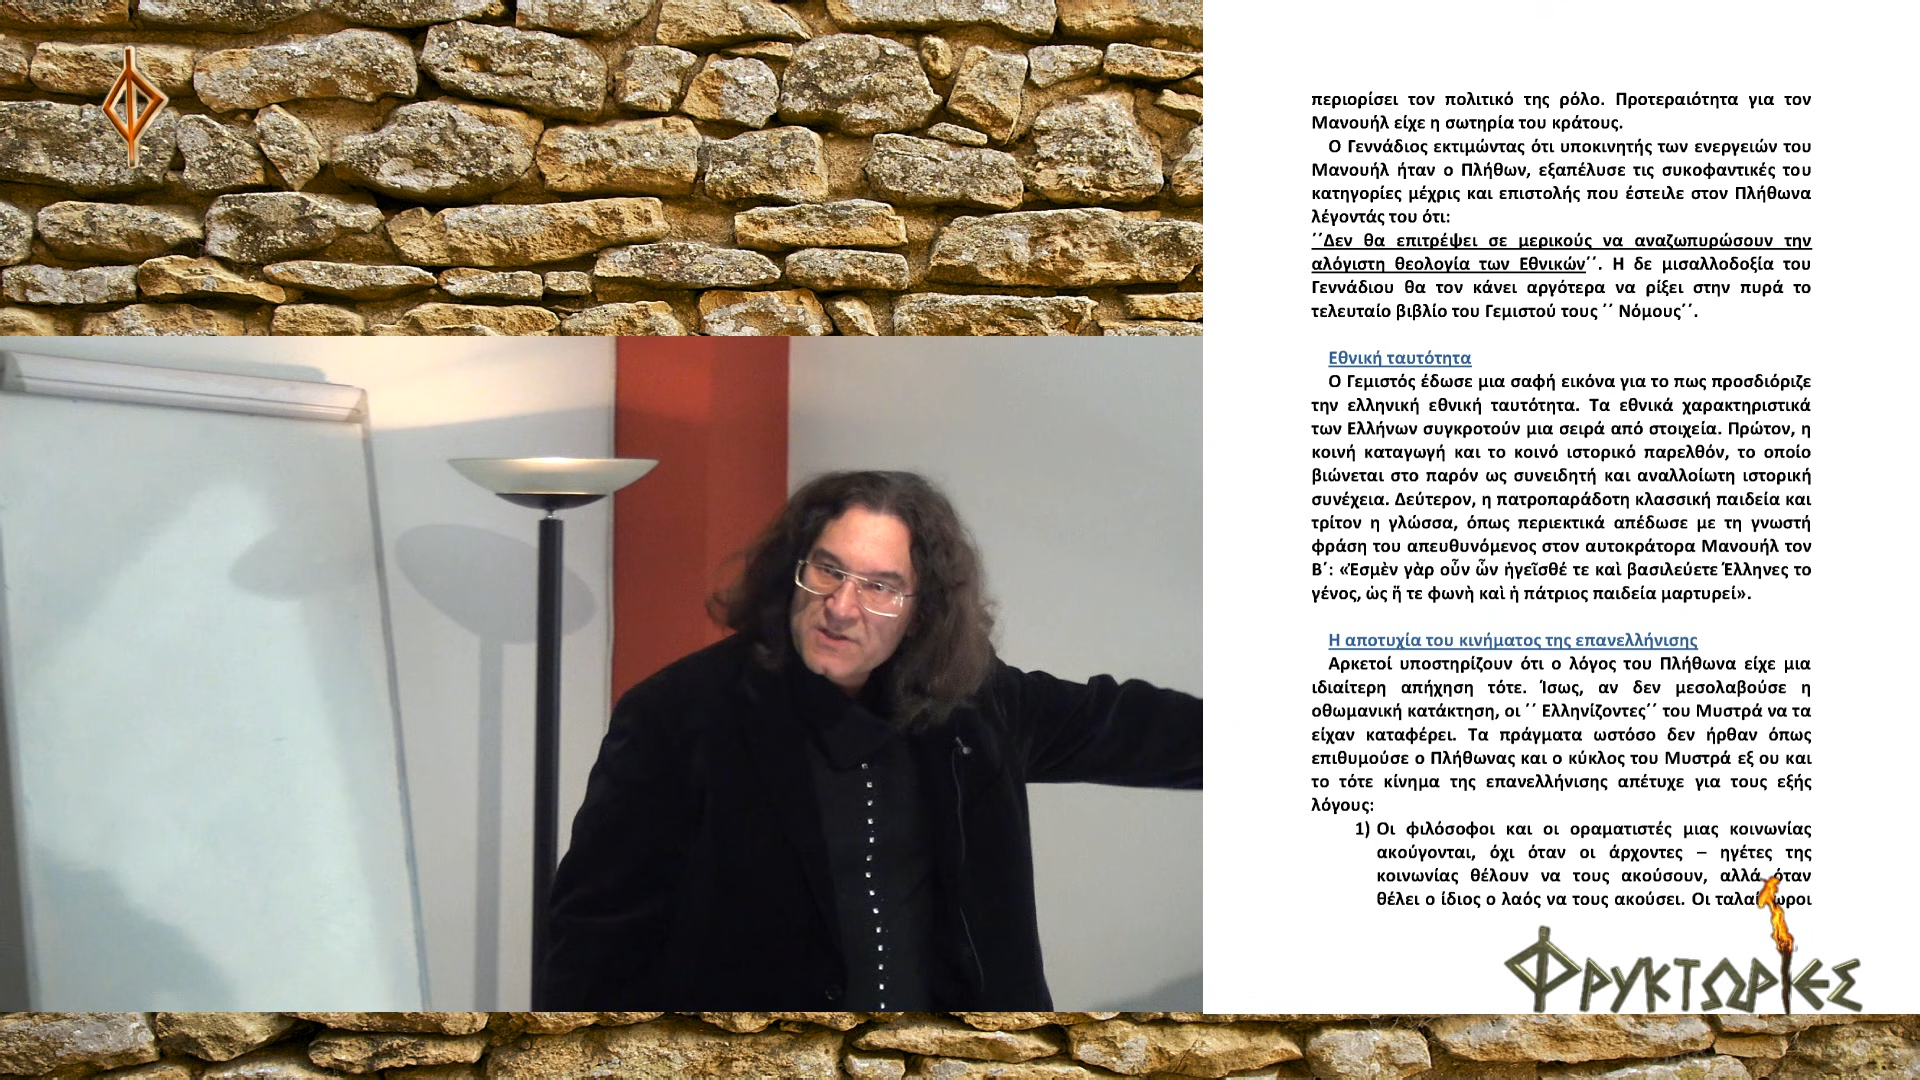 περιορίσει τον πολιτικό της ρόλο. Προτεραιότητα για τον
Μανουήλ είχε η σωτηρία του κράτους.
Ο Γεννάδιος εκτιμώντας ότι υποκινητής των ενεργειών του
Μανουήλ ήταν ο Πλήθων, εξαπέλυσε τις συκοφαντικές του
κατηγορίες μέχρις και επιστολής που έστειλε στον Πλήθωνα
λέγοντάς του ότι:
΄΄Δεν θα επιτρέψει σε μερικούς να αναζωπυρώσουν την
αλόγιστη θεολογία των Εθνικών΄΄. Η δε μισαλλοδοξία του
Γεννάδιου θα τον κάνει αργότερα να ρίξει στην πυρά το
τελευταίο βιβλίο του Γεμιστού τους ΄΄ Νόμους΄΄.
Εθνική ταυτότητα
Ο Γεμιστός έδωσε μια σαφή εικόνα για το πως προσδιόριζε
την ελληνική εθνική ταυτότητα. Τα εθνικά χαρακτηριστικά
των Ελλήνων συγκροτούν μια σειρά από στοιχεία. Πρώτον, η
κοινή καταγωγή και το κοινό ιστορικό παρελθόν, το οποίο
βιώνεται στο παρόν ως συνειδητή και αναλλοίωτη ιστορική
συνέχεια. Δεύτερον, η πατροπαράδοτη κλασσική παιδεία και
τρίτον η γλώσσα, όπως περιεκτικά απέδωσε με τη γνωστή
φράση του απευθυνόμενος στον αυτοκράτορα Μανουήλ τον
Β΄: «Ἐσμὲν γὰρ οὖν ὧν ἡγεῖσθέ τε καὶ βασιλεύετε Ἕλληνες το
γένος, ὡς ἥ τε φωνὴ καὶ ἡ πάτριος παιδεία μαρτυρεί».
Η αποτυχία του κινήματος της επανελλήνισης
Αρκετοί υποστηρίζουν ότι ο λόγος του Πλήθωνα είχε μια
ιδιαίτερη απήχηση τότε. Ίσως, αν δεν μεσολαβούσε η
οθωμανική κατάκτηση, οι ΄΄ Ελληνίζοντες΄΄ του Μυστρά να τα
είχαν καταφέρει. Τα πράγματα ωστόσο δεν ήρθαν όπως
επιθυμούσε ο Πλήθωνας και ο κύκλος του Μυστρά εξ ου και
το τότε κίνημα της επανελλήνισης απέτυχε για τους εξής
λόγους:
1) Οι φιλόσοφοι και οι οραματιστές μιας κοινωνίας
ακούγονται, όχι όταν οι άρχοντες – ηγέτες της
κοινωνίας θέλουν να τους ακούσουν, αλλά όταν
θέλει ο ίδιος ο λαός να τους ακούσει. Οι ταλαίπωροι
ΦΡΥΚΤΩΡΙΕΣ